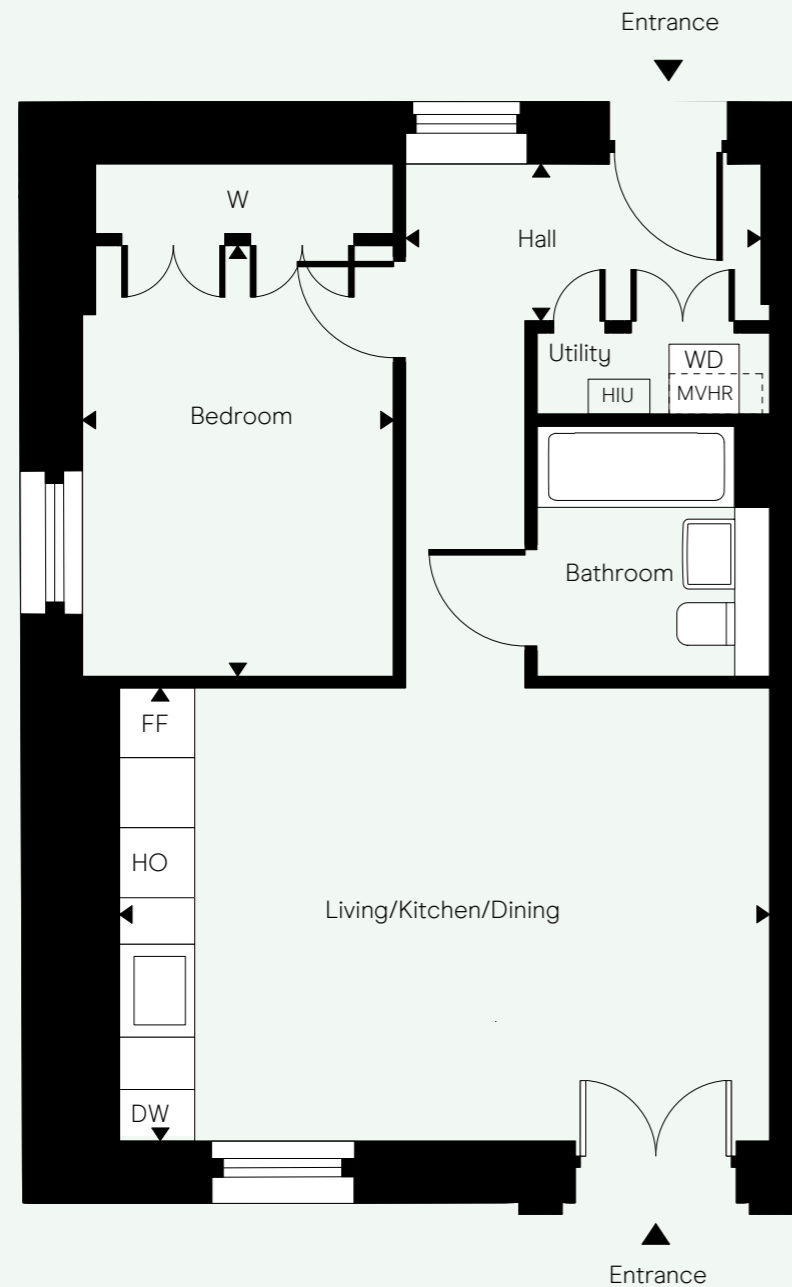 Entrance
W
Hall
Utility
WD
HIU
MVHR
Bedroom
Bathroom
FF
HO
Living/Kitchen/Dining
DW
Entrance